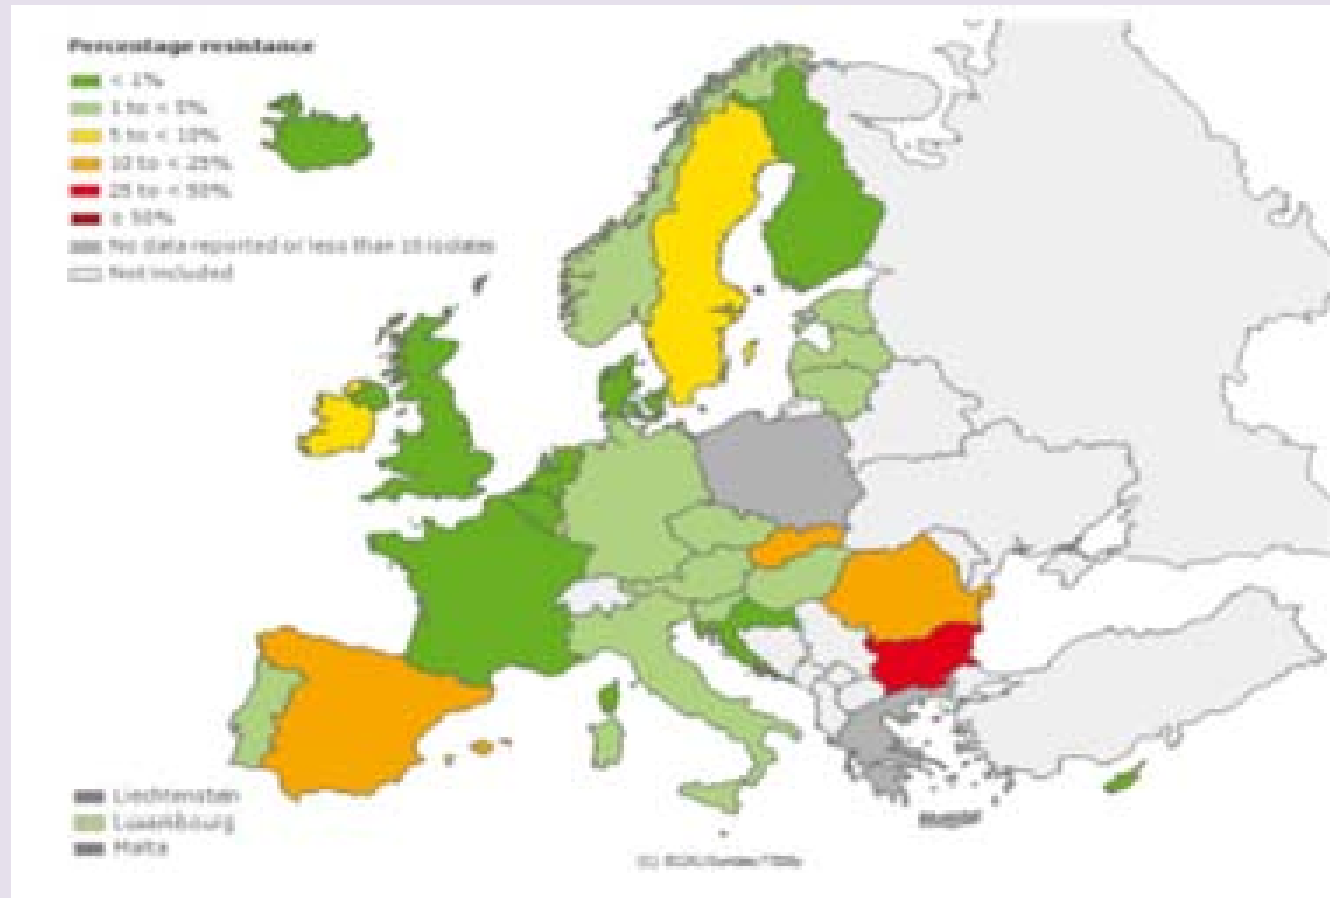 Percentage resistance
< 1%
1 to < 5%
5 to < 10%
10 to < 25%
25 to < 50%
≥ 50%
No data reported or less than 10 isolates
Not included
Liechtenstein
Luxembourg
Malta
(C)